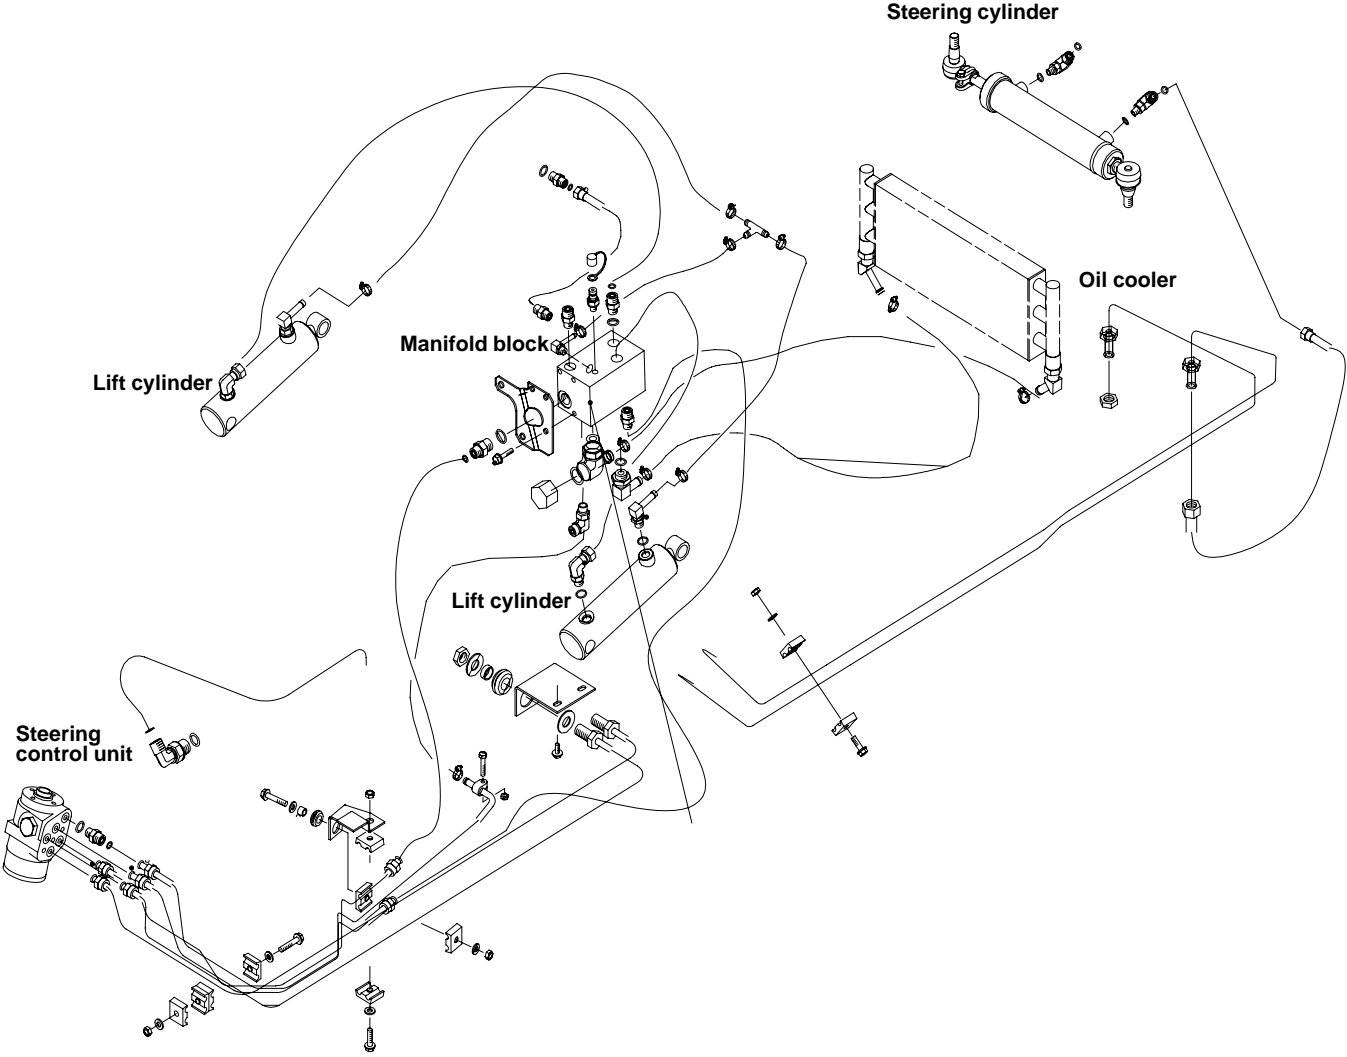 Steering cylinder
Oil cooler
Manifold block
Lift cylinder
Lift cylinder
Steering
control unit